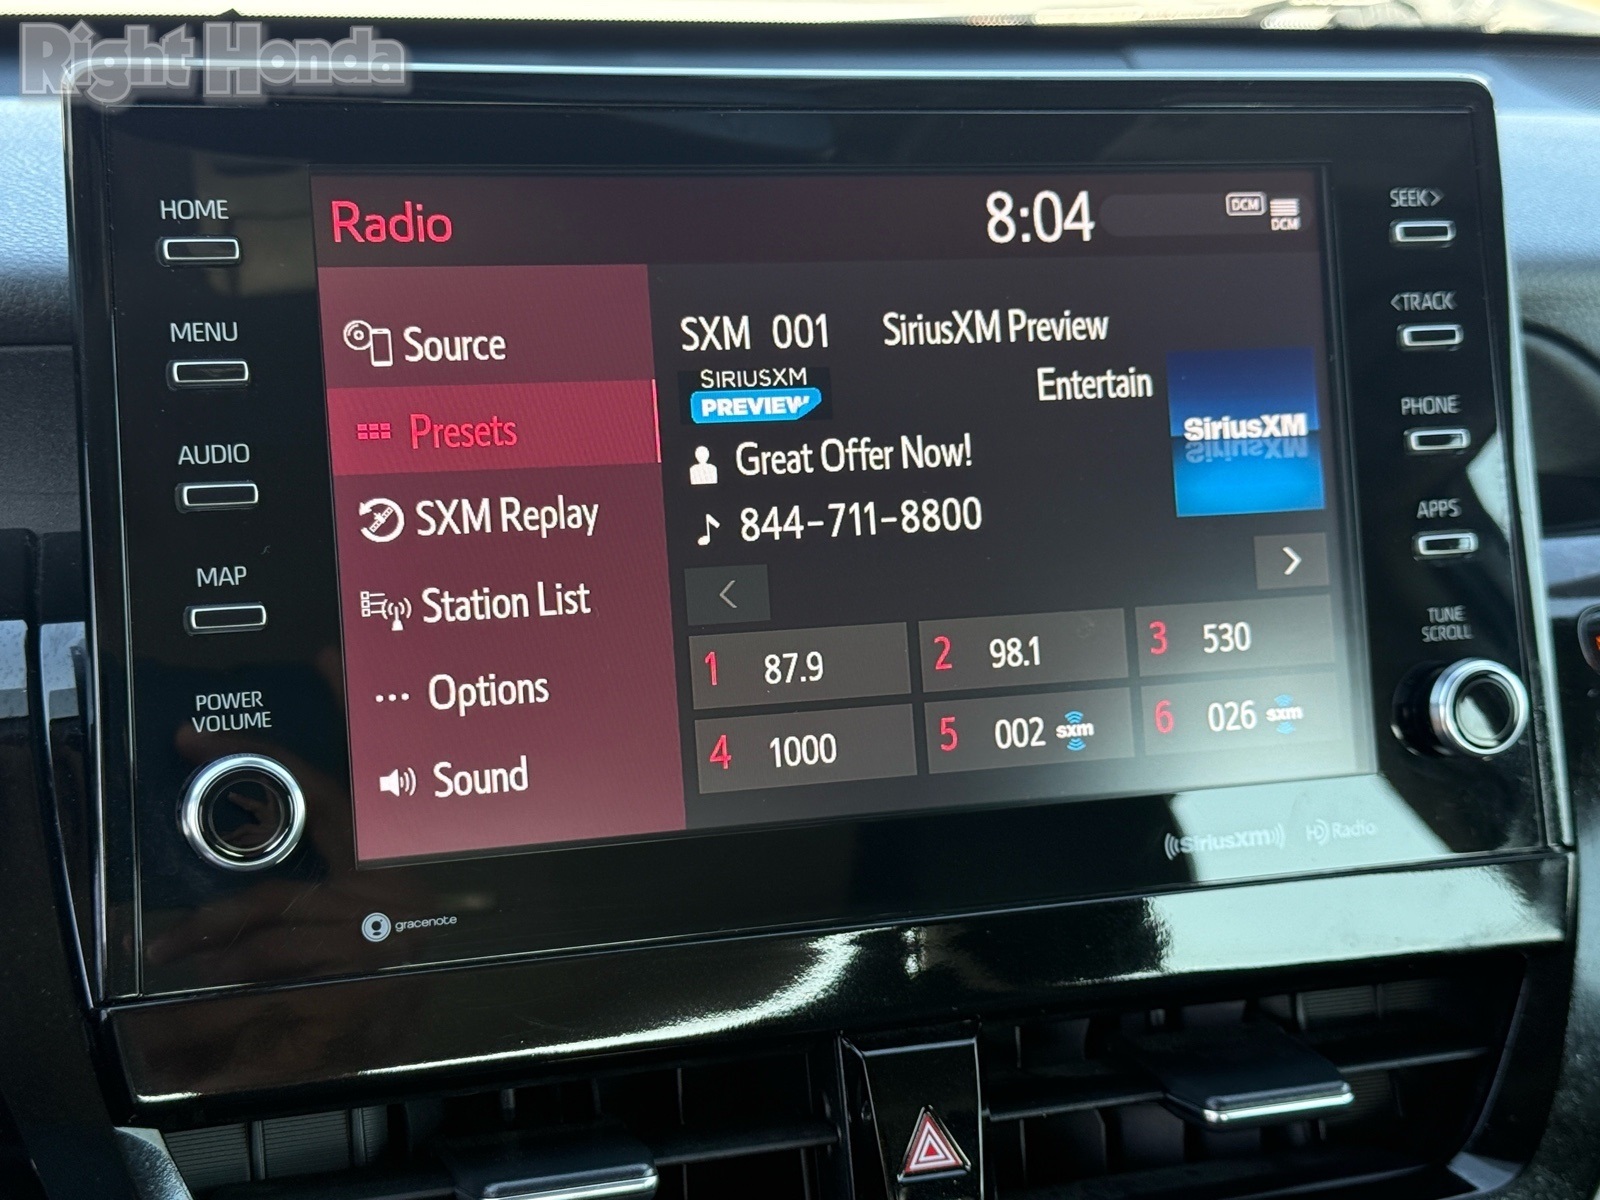 Right Honda
HOME
MENU
AUDIO
MAP
POWER
VOLUME
Radio
8:04
DCM
DCM
Source
Presets
SXM Replay
Station List
Options
Sound
SXM 001 SiriusXM Preview
SIRIUSXM
PREVIEW
Entertain
SiriusXM
Great Offer Now!
844-711-8800
<
>
1 87.9
2 98.1
3 530
4 1000
5 002 sxm
6 026 sxm
SEEK>
<TRACK
PHONE
APPS
TUNE
SCROLL
((SiriusXM))
HD Radio
gracenote